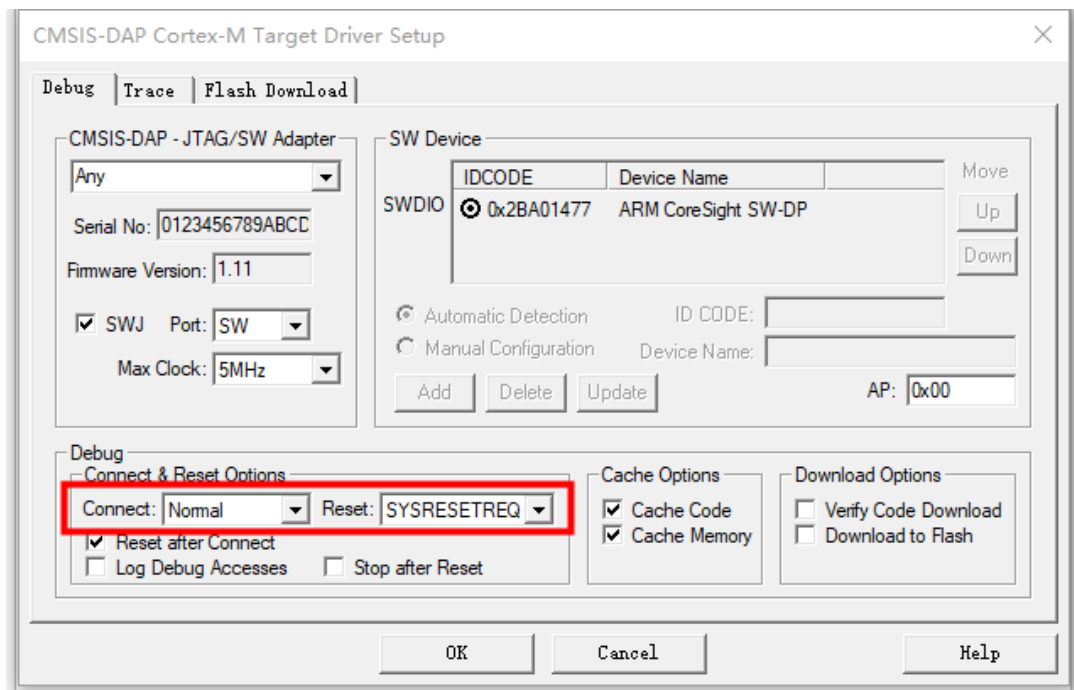 CMSIS-DAP Cortex-M Target Driver Setup
Debug Trace Flash Download
CMSIS-DAP - JTAG/SW Adapter
Any
Serial No: 0123456789ABCD
Firmware Version: 1.11
SWJ Port: SW
Max Clock: 5MHz
SW Device
IDCODE Device Name
SWDIO 0x2BA01477 ARM CoreSight SW-DP
Move
Up
Down
Automatic Detection ID CODE:
Manual Configuration Device Name:
Add Delete Update AP: 0x00
Debug
Connect & Reset Options
Connect: Normal Reset: SYSRESETREQ
Reset after Connect
Log Debug Accesses Stop after Reset
Cache Options
Cache Code
Cache Memory
Download Options
Verify Code Download
Download to Flash
OK Cancel Help